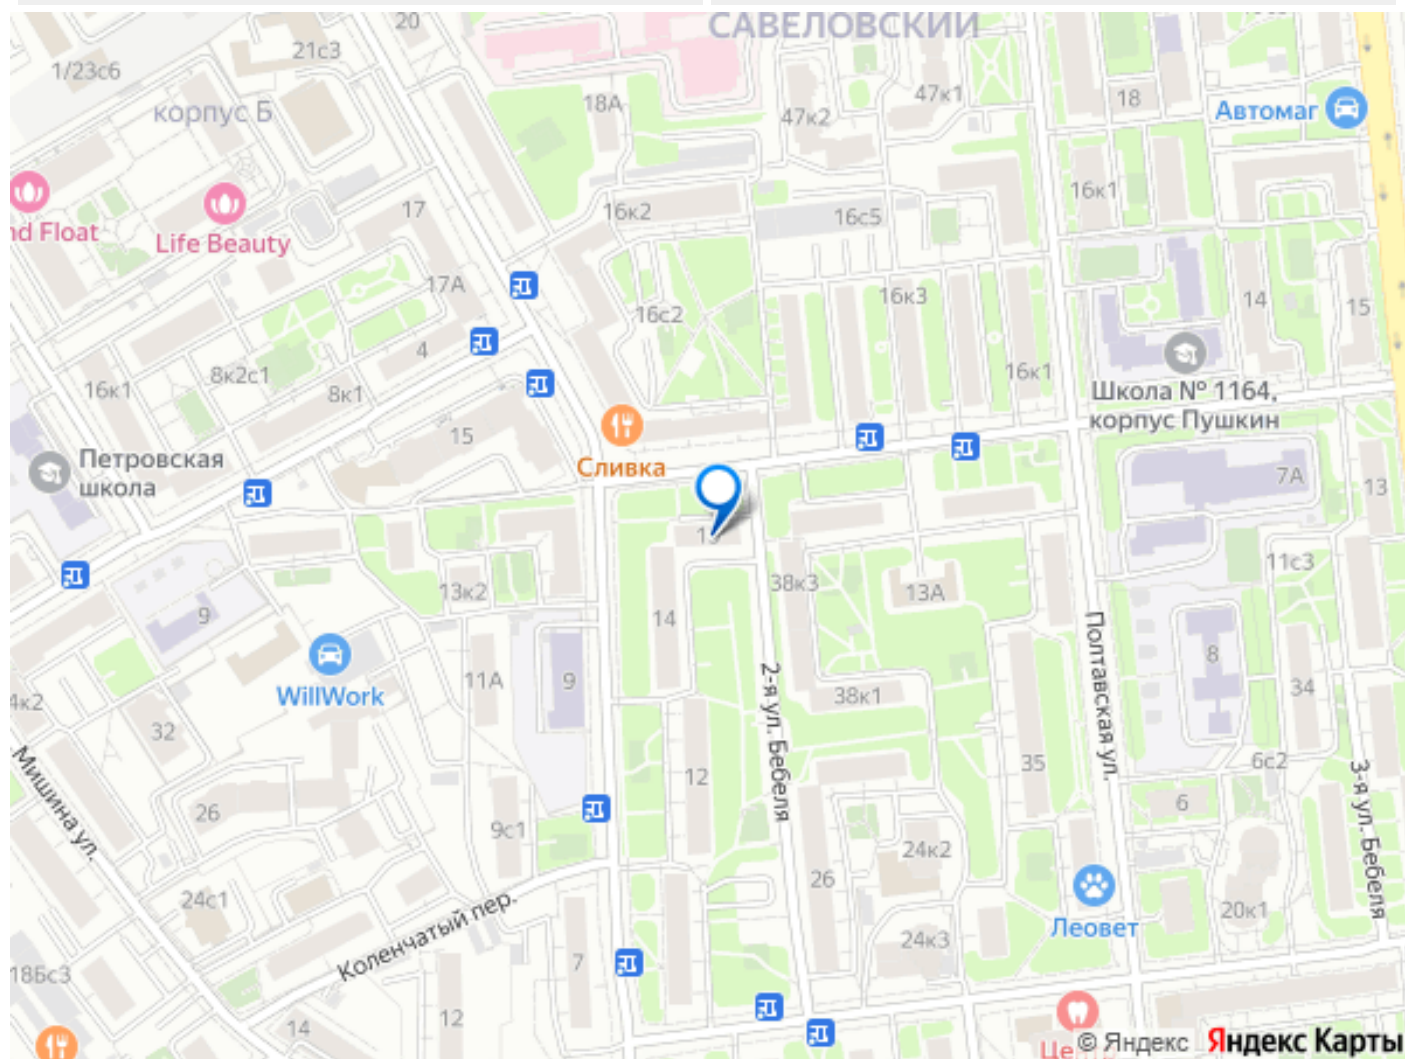 20
САВЕЛОВСКИЙ
21с3
1/23с6
корпус Б
18А
47к2
47к1
18
Автомаг
nd Float
Life Beauty
17
16к2
16с5
16к1
17А
16с2
16к3
14
15
4
8к2с1
8к1
16к1
16к1
Школа № 1164,
корпус Пушкин
15
Сливка
Петровская
школа
7А
13
13к2
14
38к3
13А
11с3
9
WillWork
11А
9
2-я ул. Бебеля
38к1
Полтавская ул.
8
34
4к2
32
Мишина ул.
26
12
35
6с2
6
3-я ул. Бебеля
9с1
24с1
Коленчатый пер.
26
24к2
24к3
Леовет
20к1
18Бс3
7
14
12
© Яндекс Яндекс Карты